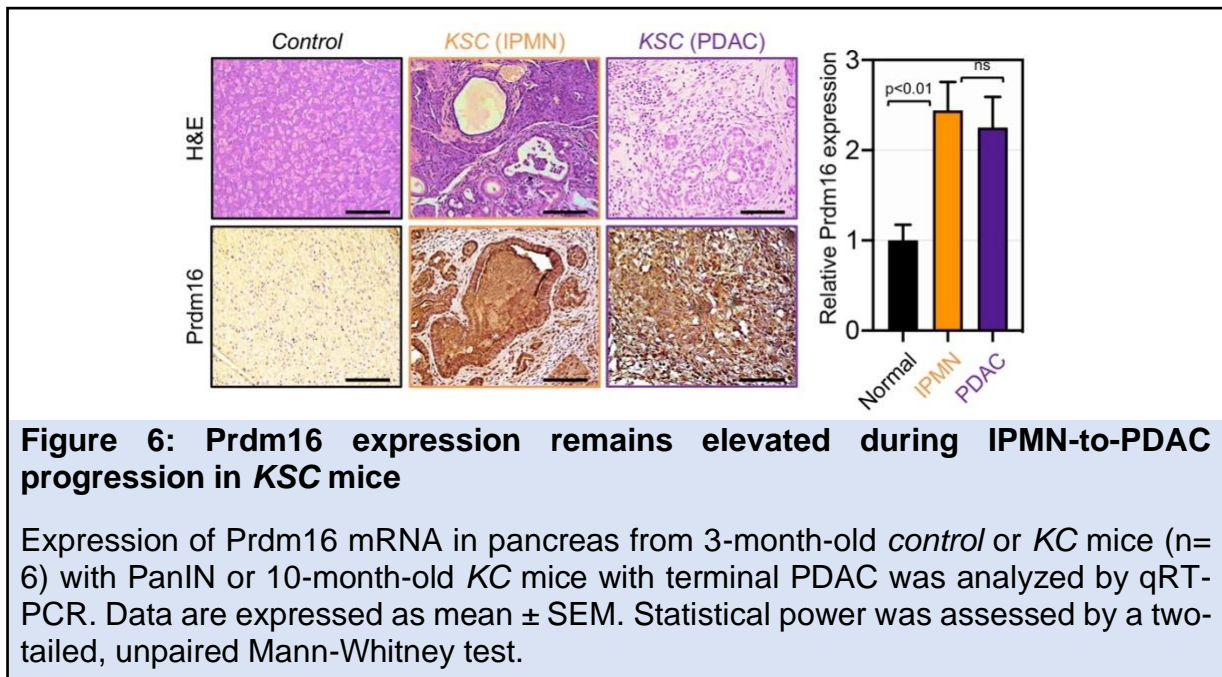 Control
KSC (IPMN)
KSC (PDAC)
H&E
Prdm16
Relative Prdm16 expression
3
2
1
0
p<0.01
ns
Normal
IPMN
PDAC
Figure 6: Prdm16 expression remains elevated during IPMN-to-PDAC
progression in KSC mice
Expression of Prdm16 mRNA in pancreas from 3-month-old control or KC mice (n=
6) with PanIN or 10-month-old KC mice with terminal PDAC was analyzed by qRT-
PCR. Data are expressed as mean ± SEM. Statistical power was assessed by a two-
tailed, unpaired Mann-Whitney test.